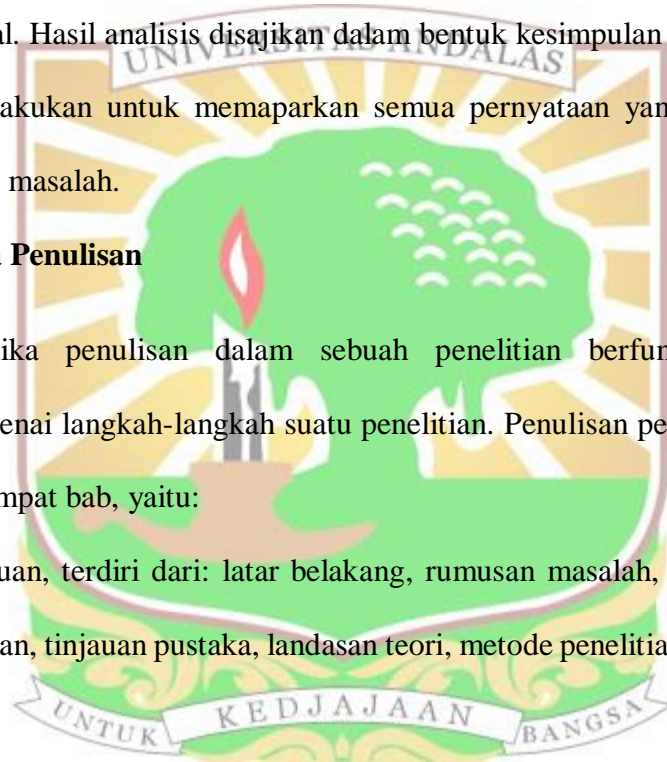 al. Hasil analisis disajikan dalam bentuk kesimpulan
UNIVERSITAS ANDALAS
akukan untuk memaparkan semua pernyataan yan
masalah.
Penulisan
ika penulisan dalam sebuah penelitian berfun
enai langkah-langkah suatu penelitian. Penulisan pe
mpat bab, yaitu:
uan, terdiri dari: latar belakang, rumusan masalah,
an, tinjauan pustaka, landasan teori, metode penelitia
UNTUK KEDJAJAAN BANGSA